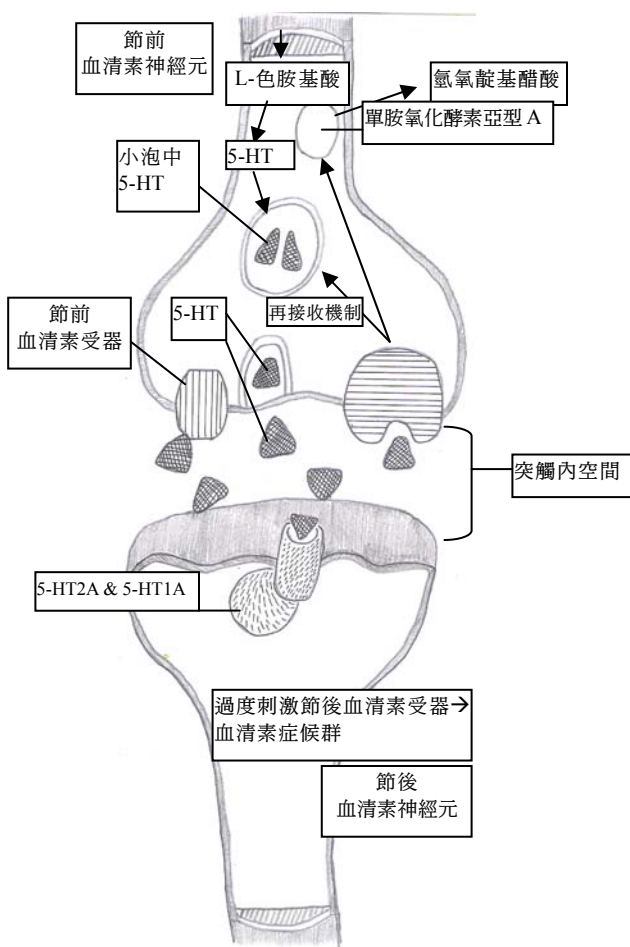 節前
血清素神經元
L-色胺基酸
氫氧靛基醋酸
單胺氧化酵素亞型 A
5-HT
小泡中
5-HT
再接收機制
節前
血清素受器
5-HT
突觸內空間
5-HT2A & 5-HT1A
過度刺激節後血清素受器→
血清素症候群
節後
血清素神經元